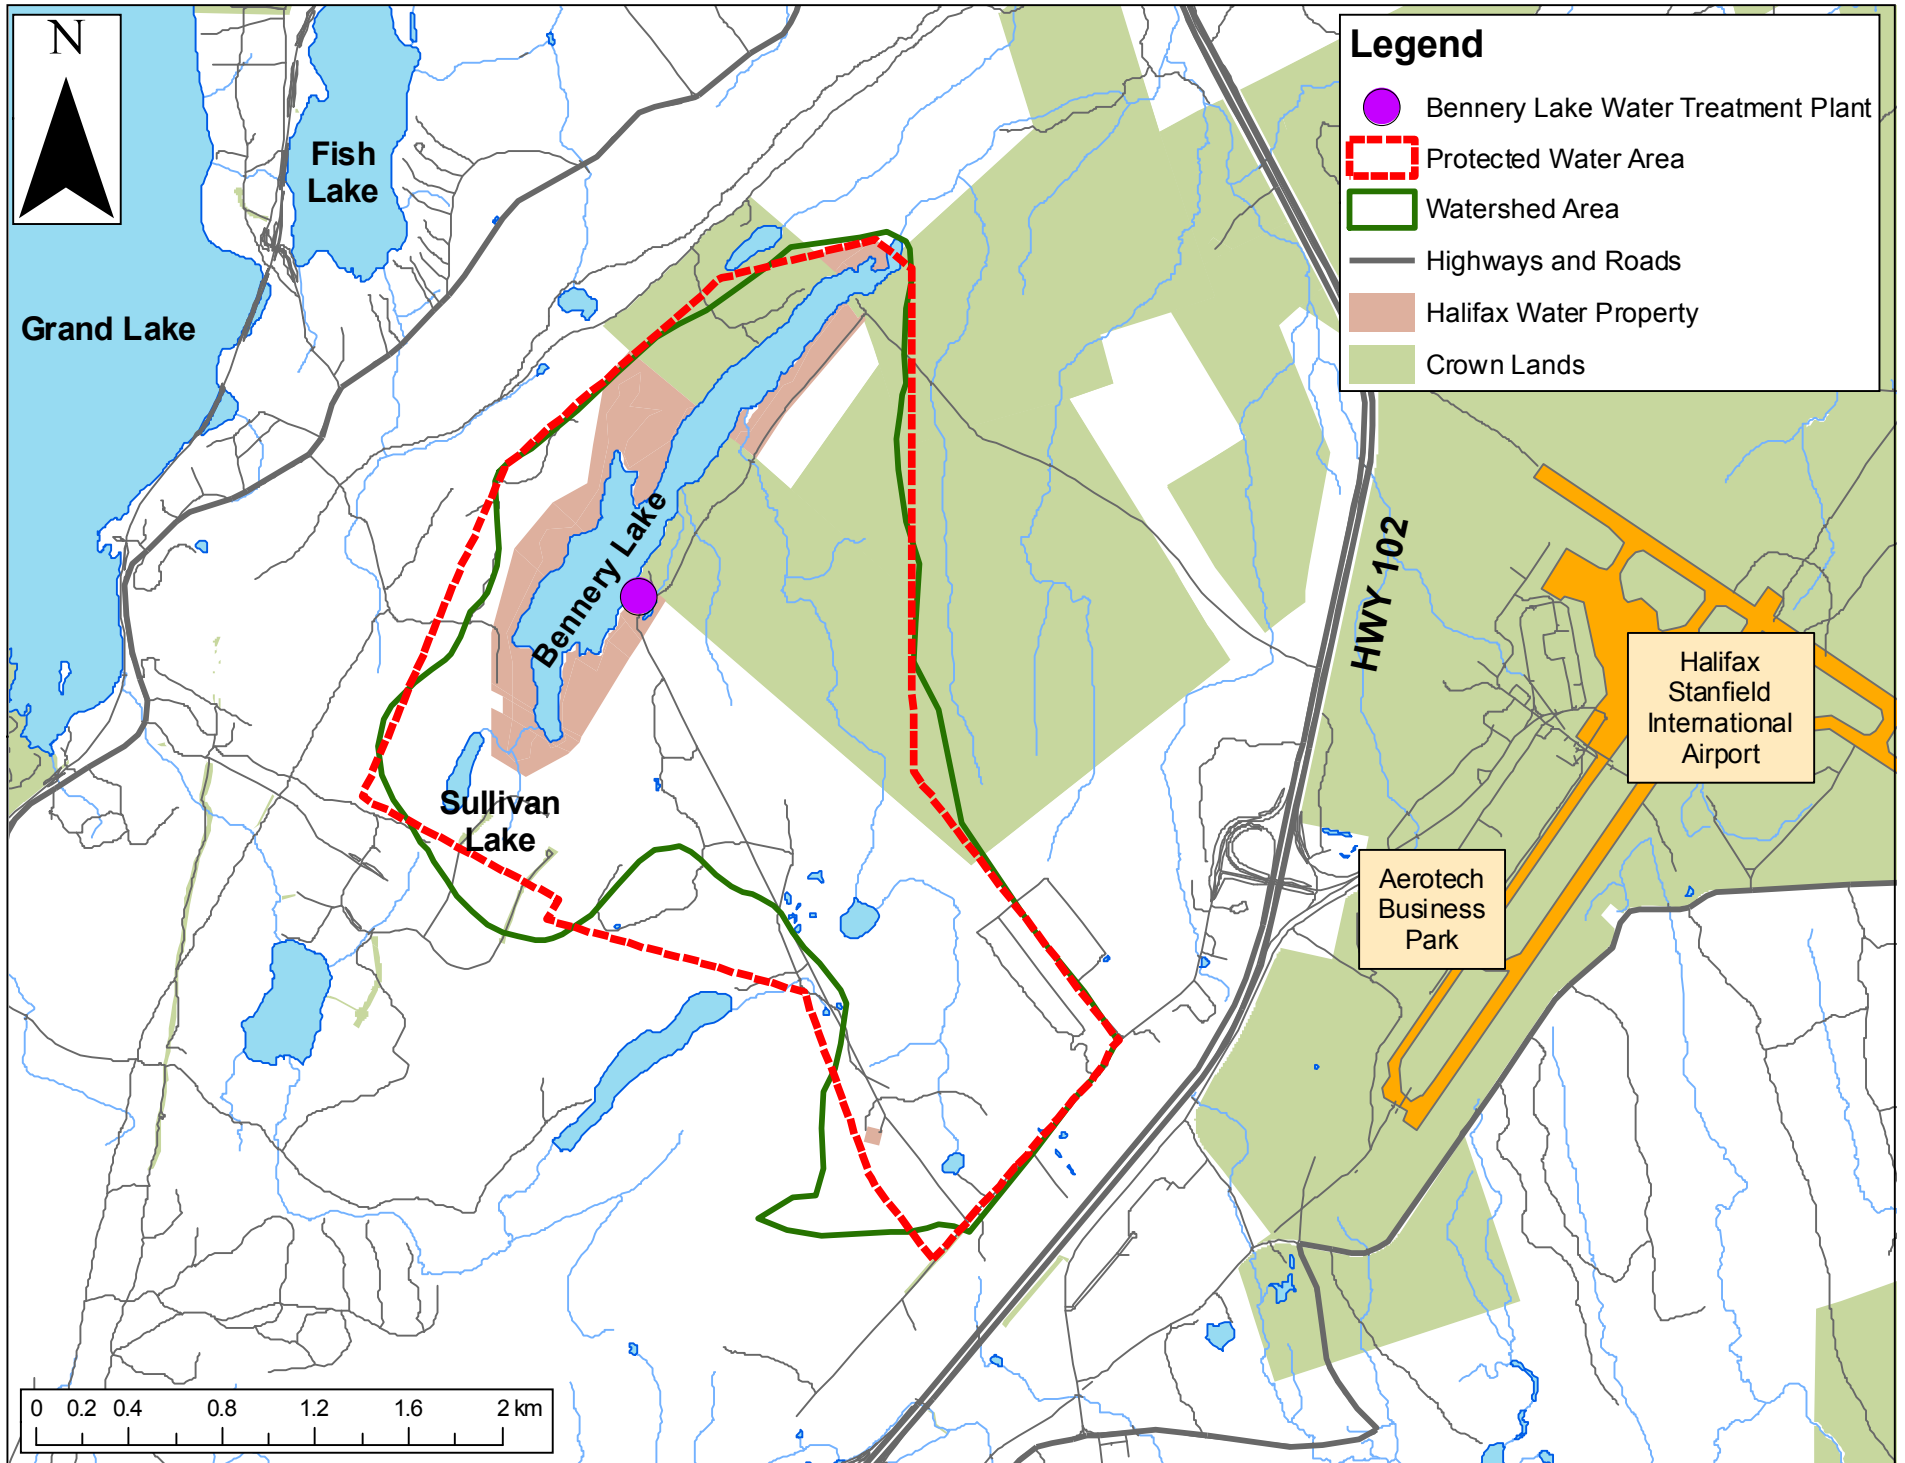 N
Fish
Lake
Grand Lake
Legend
Bennery Lake Water Treatment Plant
Protected Water Area
Watershed Area
Highways and Roads
Halifax Water Property
Crown Lands
Bennery Lake
HWY 102
Halifax
Stanfield
International
Airport
Sullivan
Lake
Aerotech
Business
Park
0 0.2 0.4 0.8 1.2 1.6 2 km